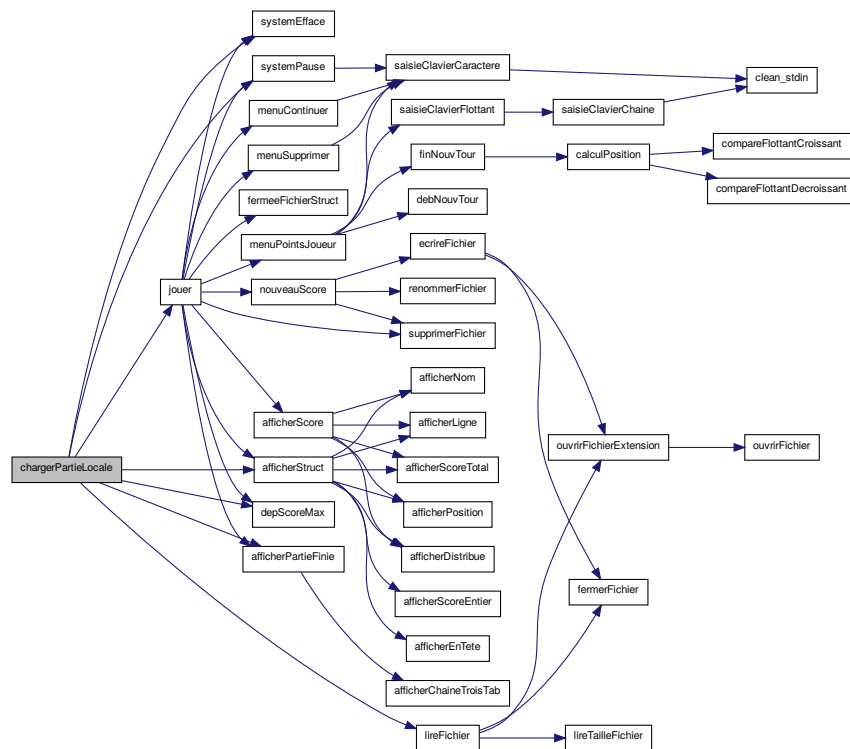 systemEfface
systemPause
saisieClavierCaractere
clean_stdin
menuContinuer
saisieClavierFlottant
saisieClavierChaine
menuSupprimer
finNouvTour
calculPosition
compareFlottantCroissant
compareFlottantDecroissant
fermeeFichierStruct
debNouvTour
menuPointsJoueur
ecrireFichier
jouer
nouveauScore
renommerFichier
supprimerFichier
afficherNom
afficherScore
afficherLigne
ouvrirFichierExtension
ouvrirFichier
chargerPartieLocale
afficherStruct
afficherScoreTotal
depScoreMax
afficherPosition
afficherPartieFinie
afficherDistribue
fermerFichier
afficherScoreEntier
afficherEnTete
afficherChaineTroisTab
lireFichier
lireTailleFichier